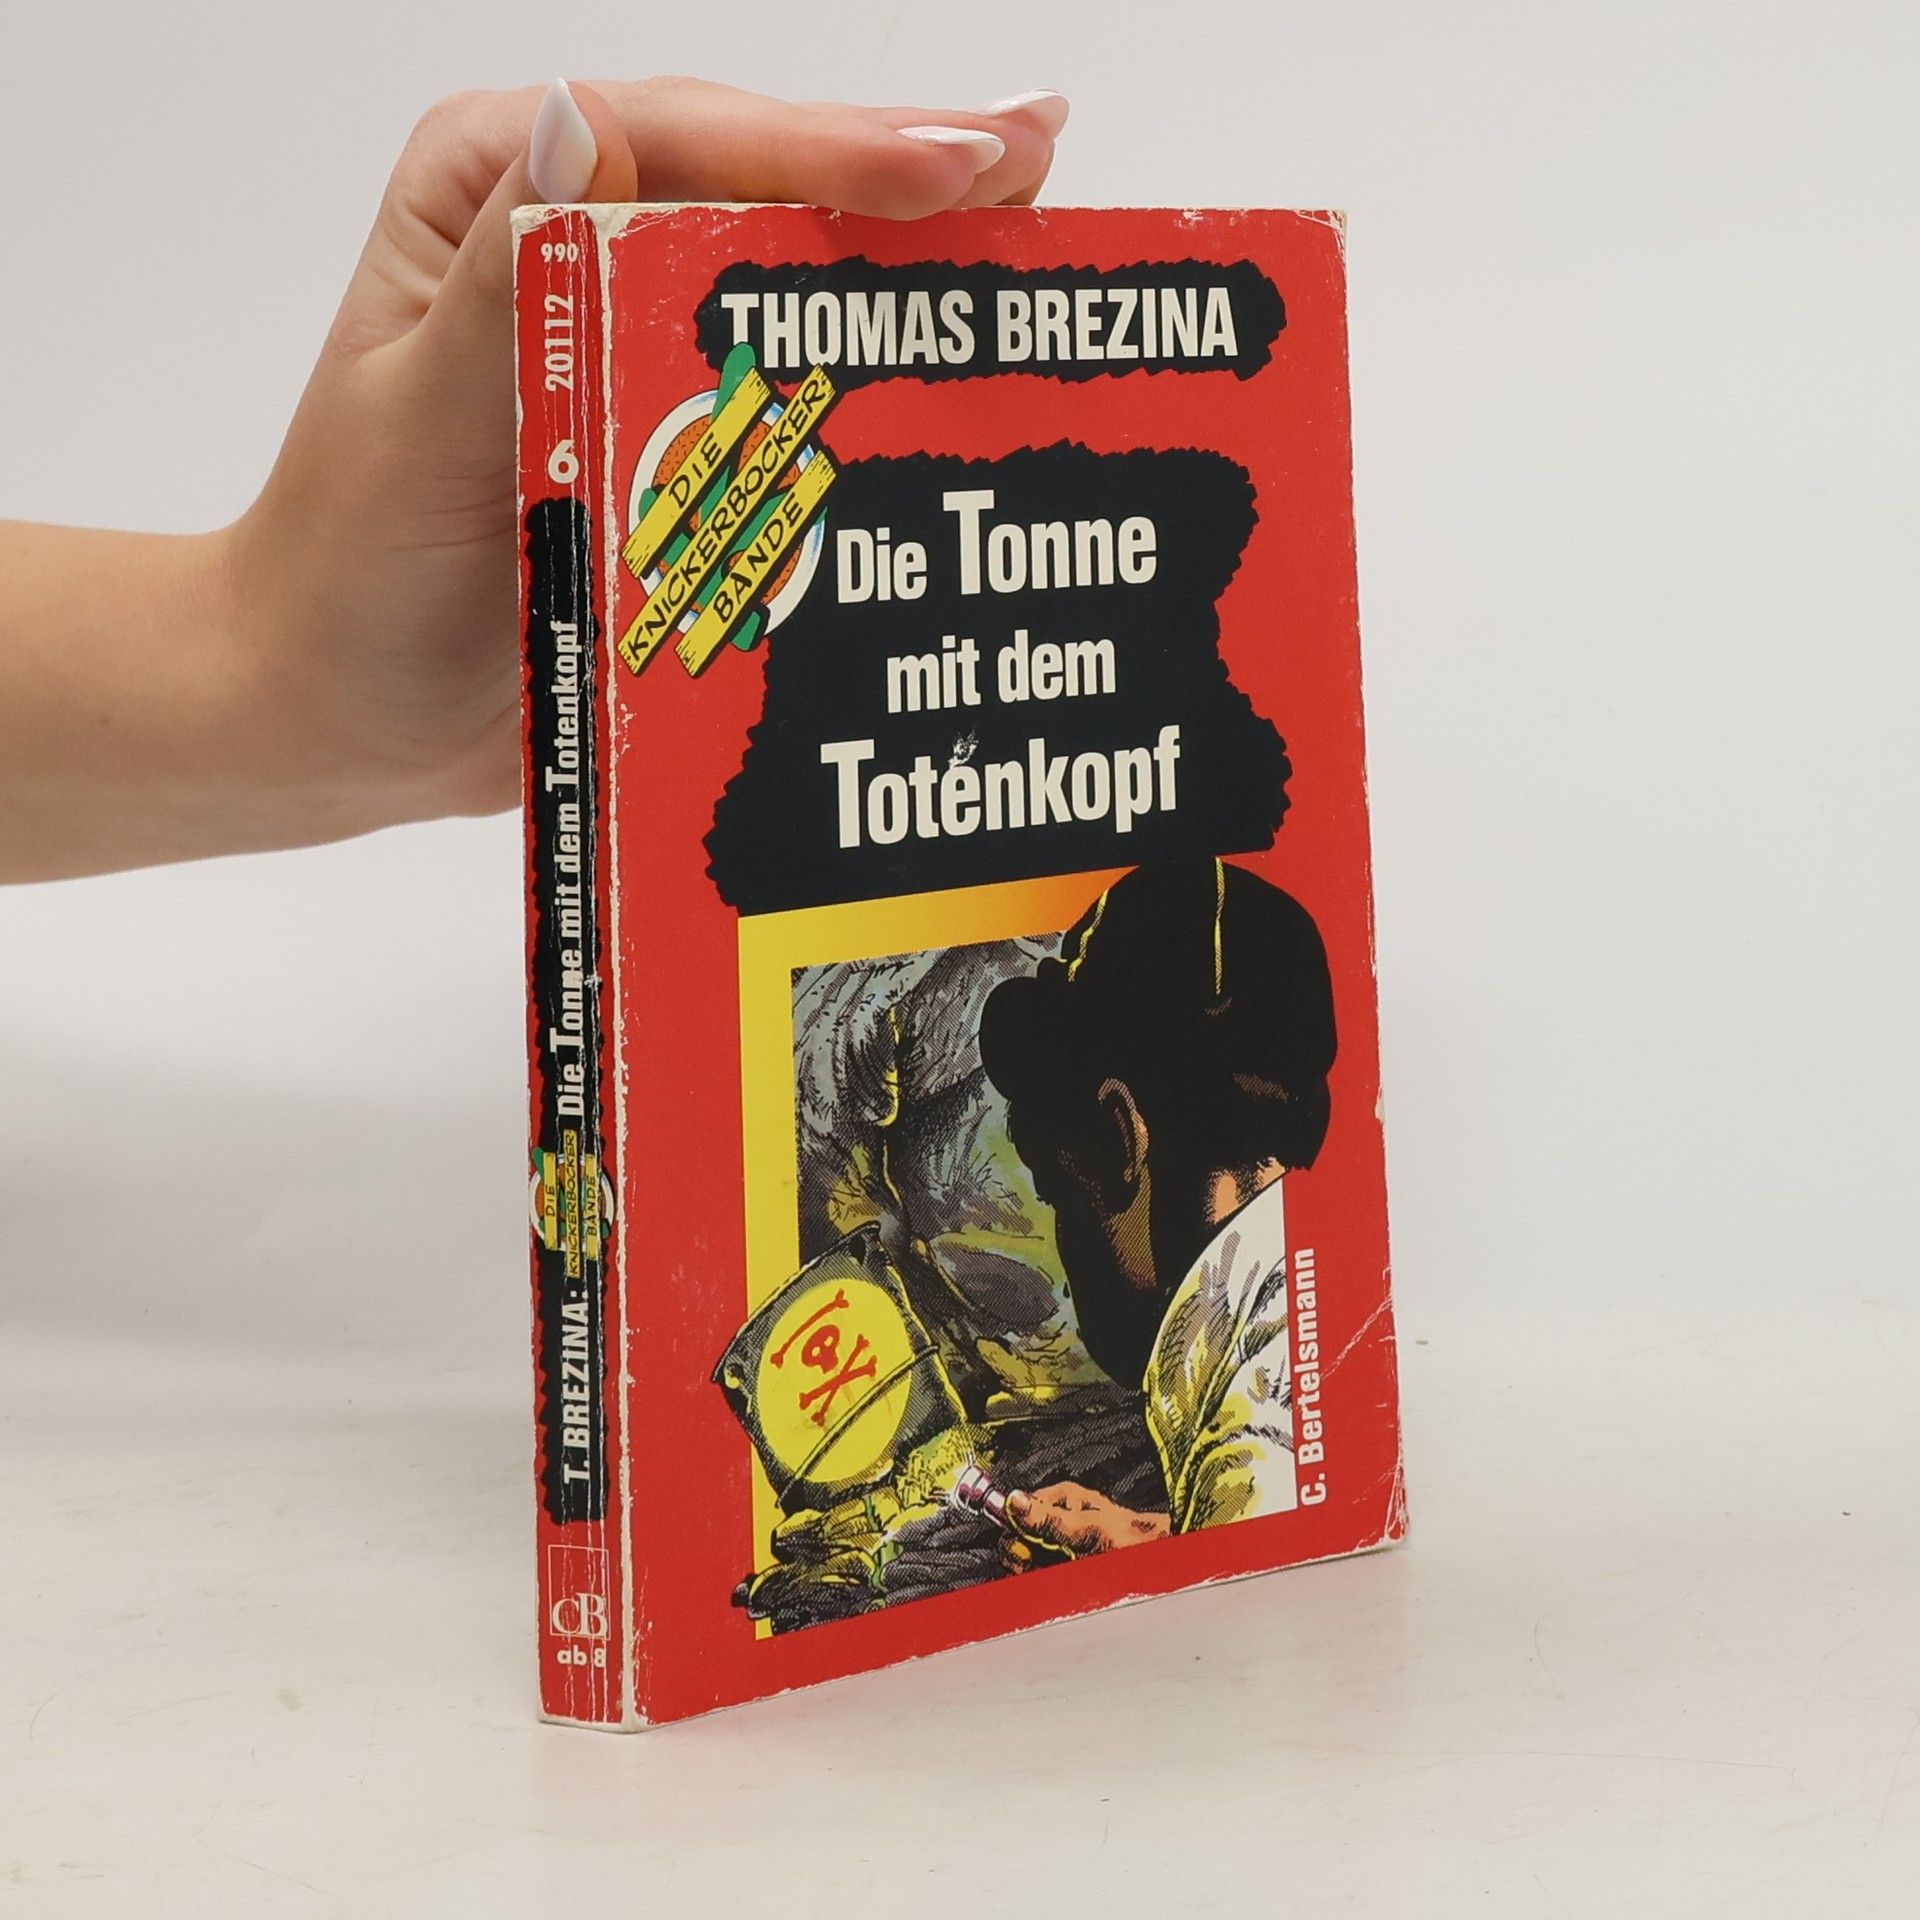 THOMAS BREZINA
DIE
KNICKERBOCKER-
BANDE
Die Tonne
mit dem
Totenkopf
C. Bertelsmann
990
20112
6
T. BREZINA: DIE KNICKERBOCKER BANDE Die Tonne mit dem Totenkopf
CB
ab 8